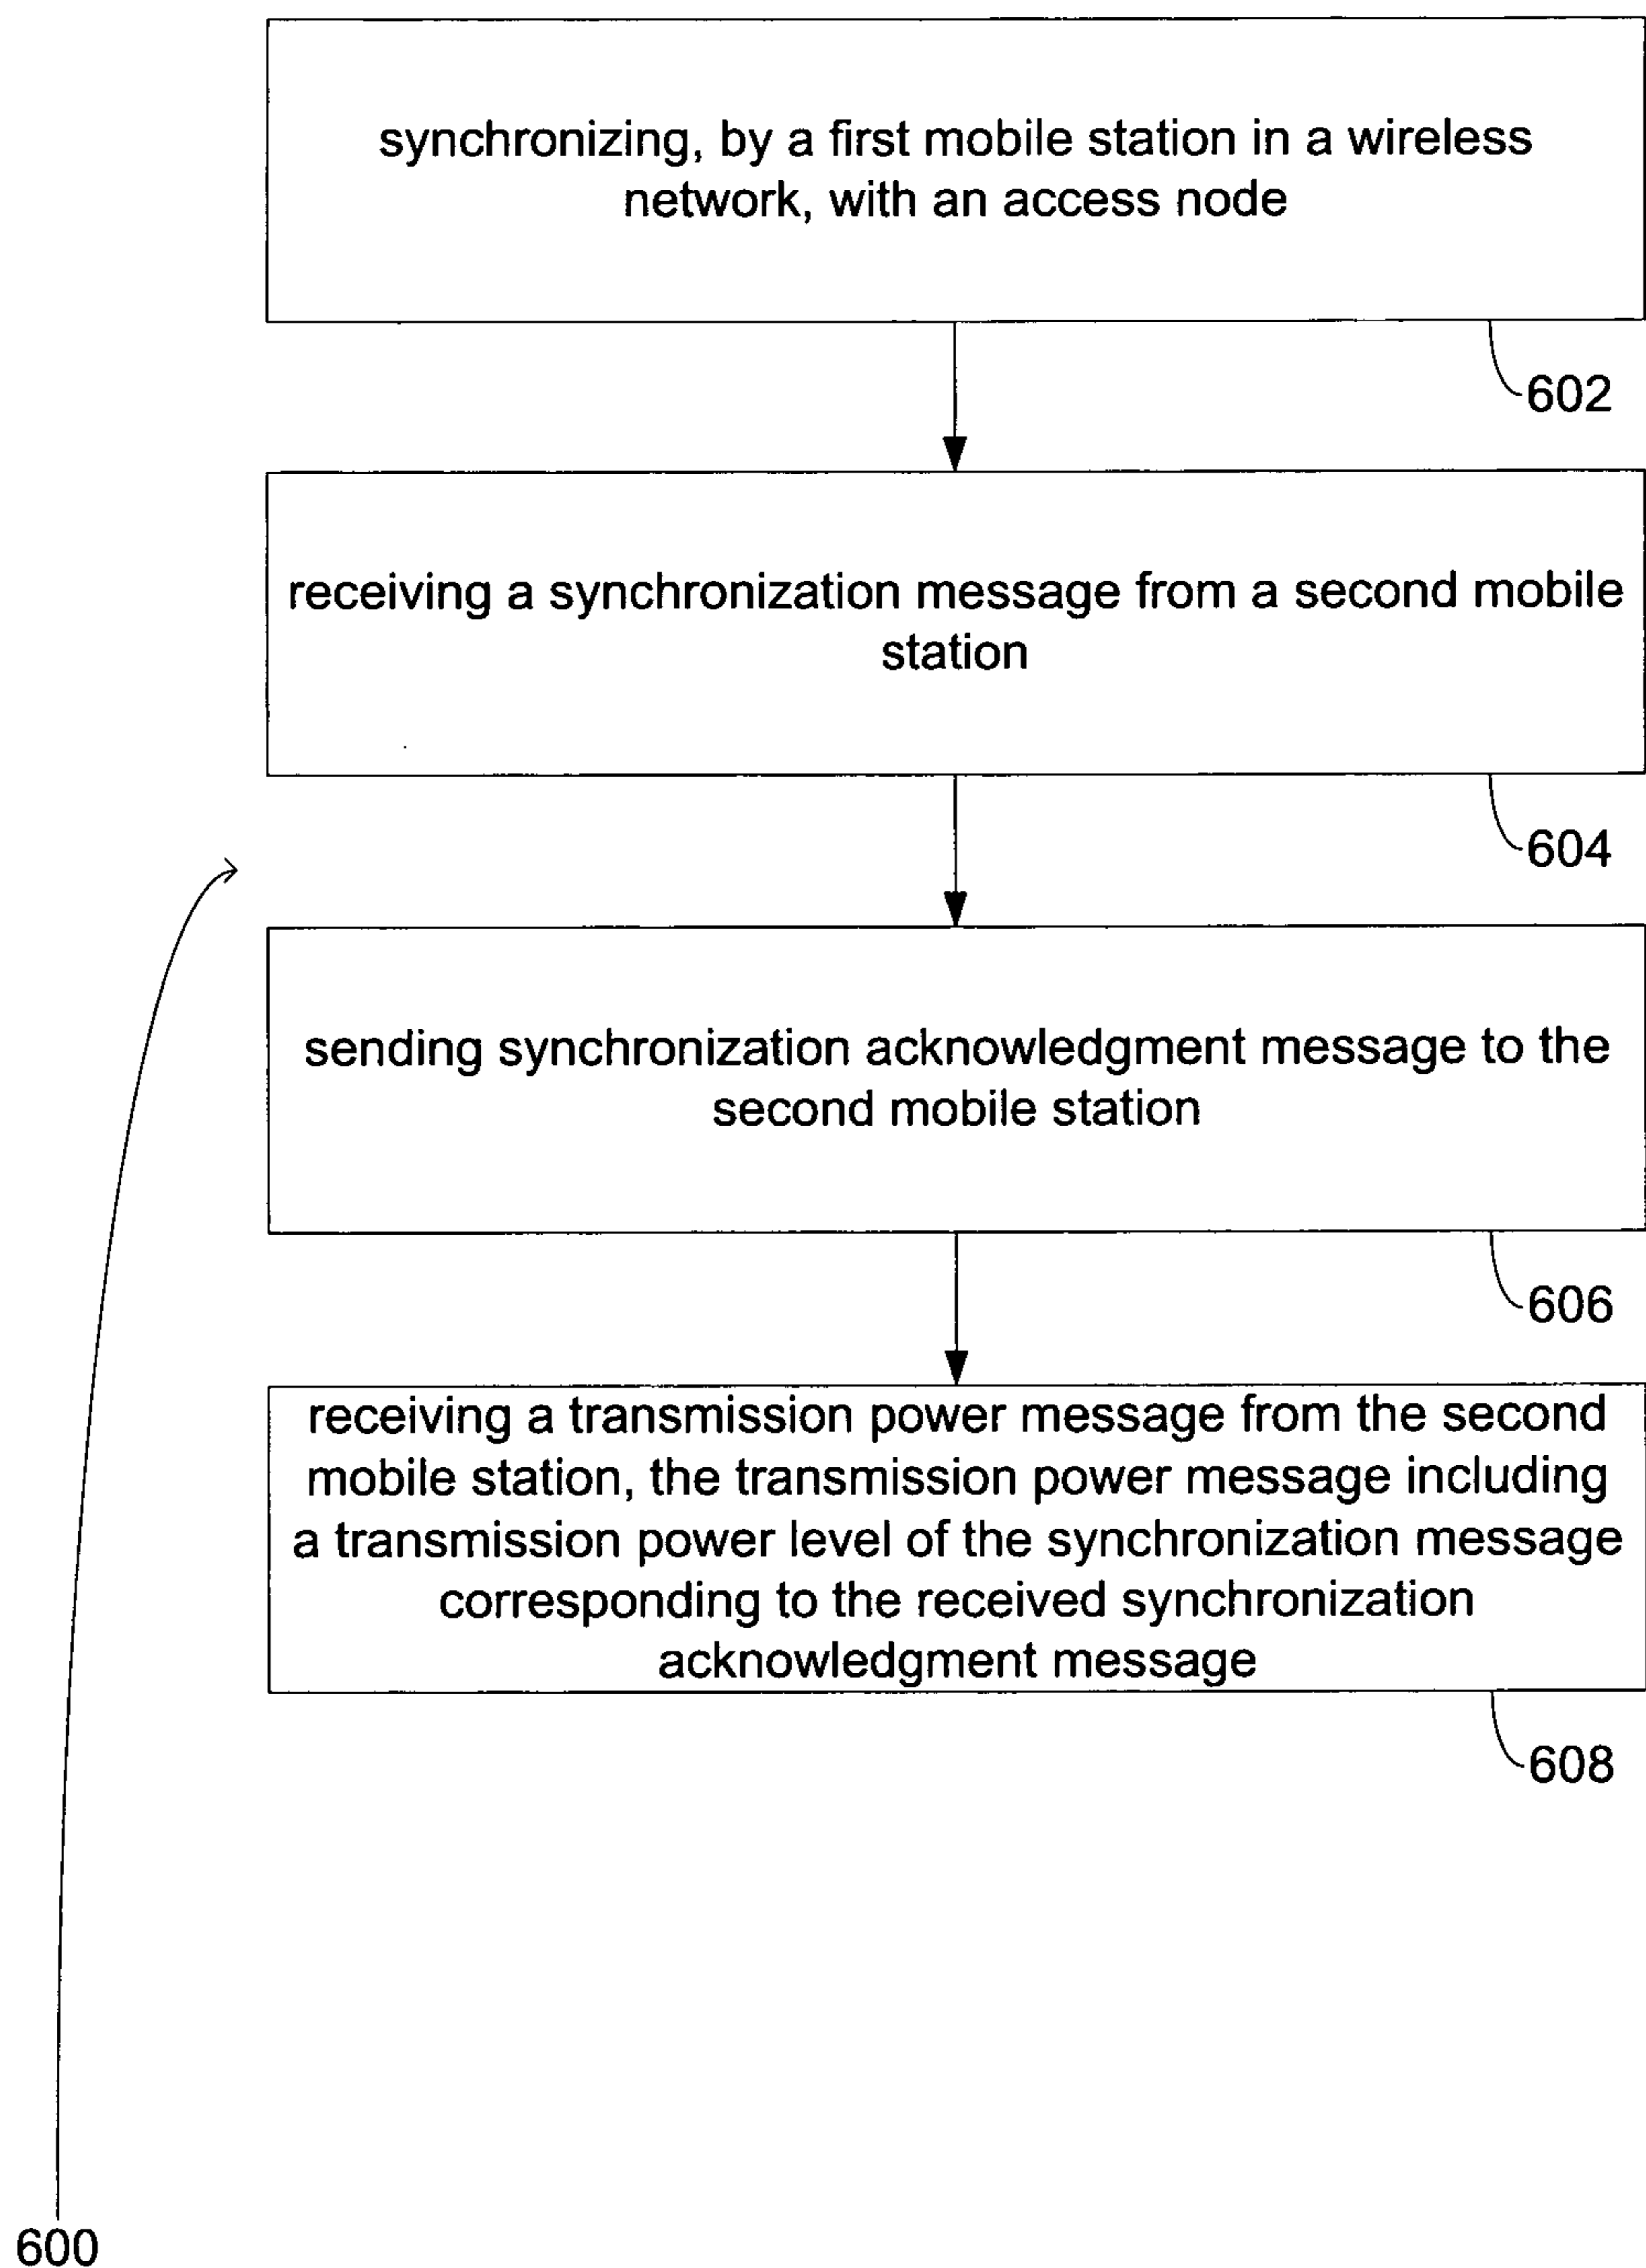 synchronizing, by a first mobile station in a wireless
network, with an access node
602
receiving a synchronization message from a second mobile
station
604
sending synchronization acknowledgment message to the
second mobile station
606
receiving a transmission power message from the second
mobile station, the transmission power message including
a transmission power level of the synchronization message
corresponding to the received synchronization
acknowledgment message
608
600